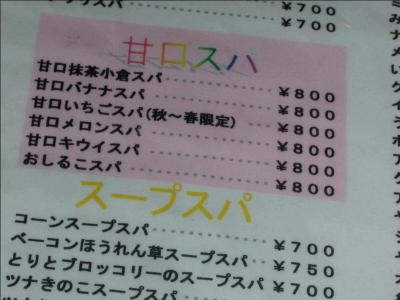 ¥700
甘口スパ
甘口抹茶小倉スパ ¥800
甘口バナナスパ ¥800
甘口いちごスパ(秋～春限定) ¥800
甘口メロンスパ ¥800
甘口キウイスパ ¥800
おしるこスパ ¥800
スープスパ
コーンスープスパ ¥700
ベーコンほうれん草スープスパ ¥750
とりとブロッコリーのスープスパ ¥700
ツナきのこスープスパ ¥700